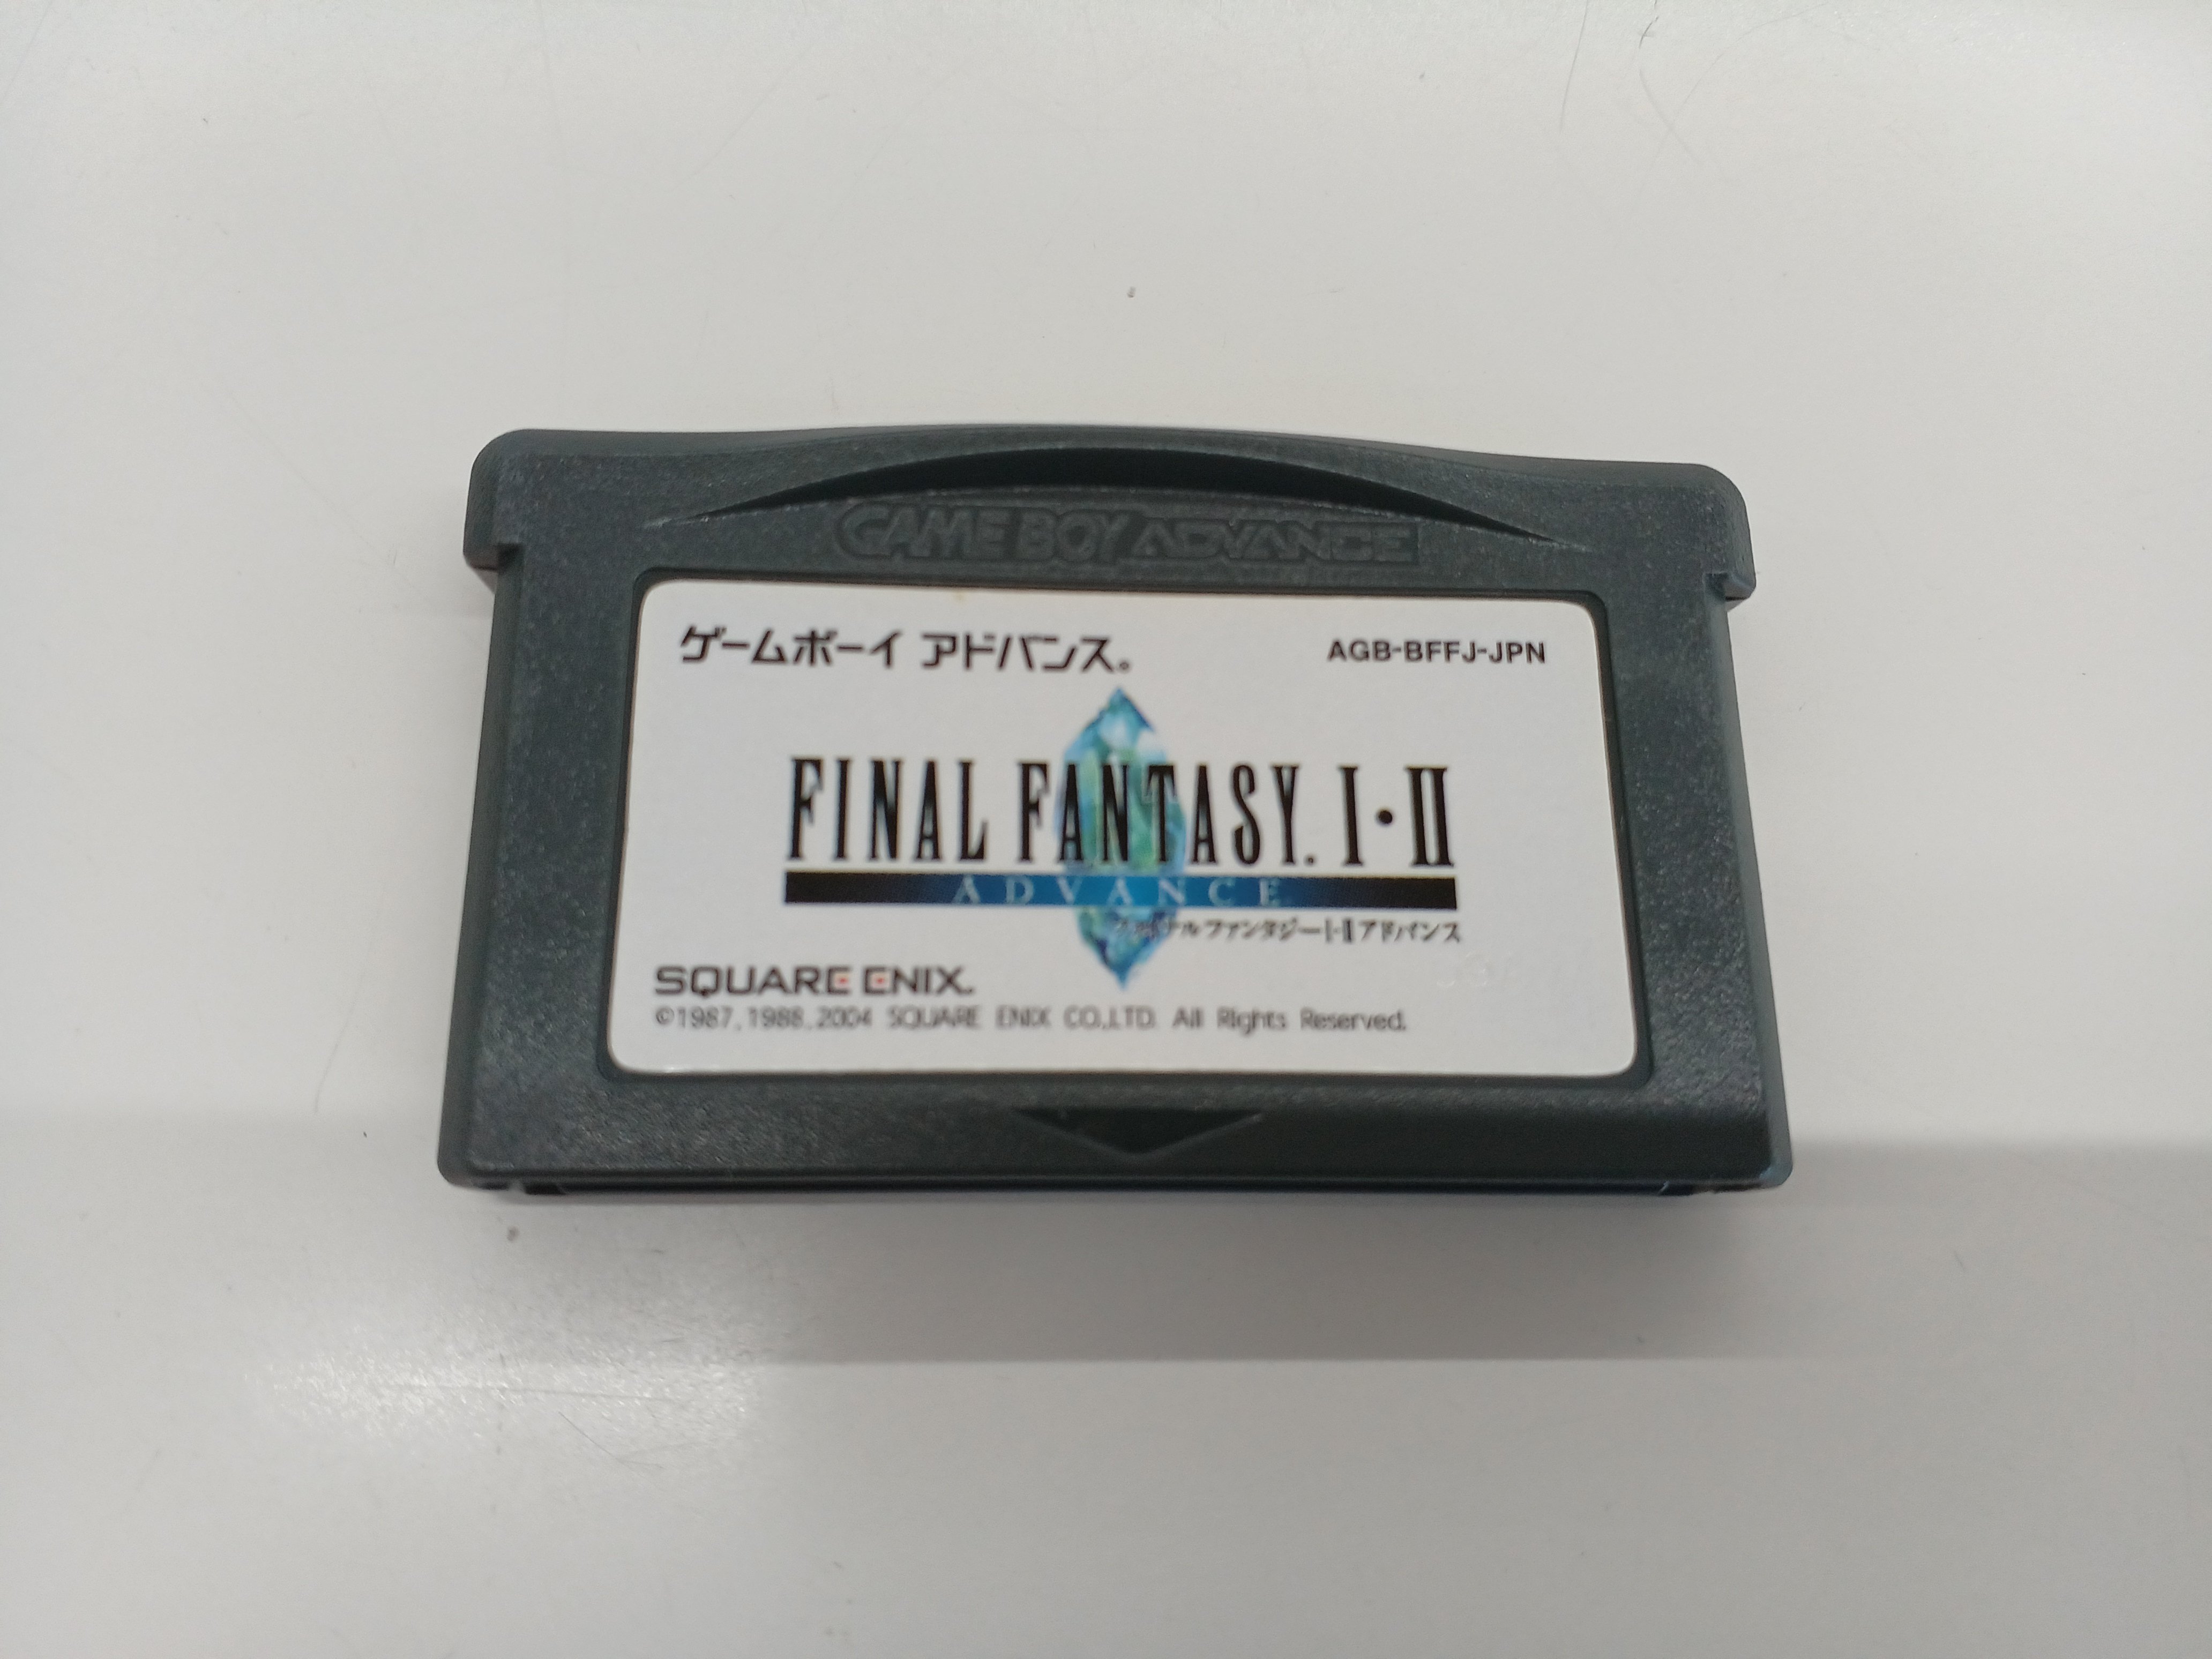 GAME BOY ADVANCE
ゲームボーイ アドバンス。 AGB-BFFJ-JPN
FINAL FANTASY. I・II
ADVANCE
ファイナルファンタジーI・IIアドバンス
SQUARE ENIX.
©1987,1988,2004 SQUARE ENIX CO.,LTD. All Rights Reserved.